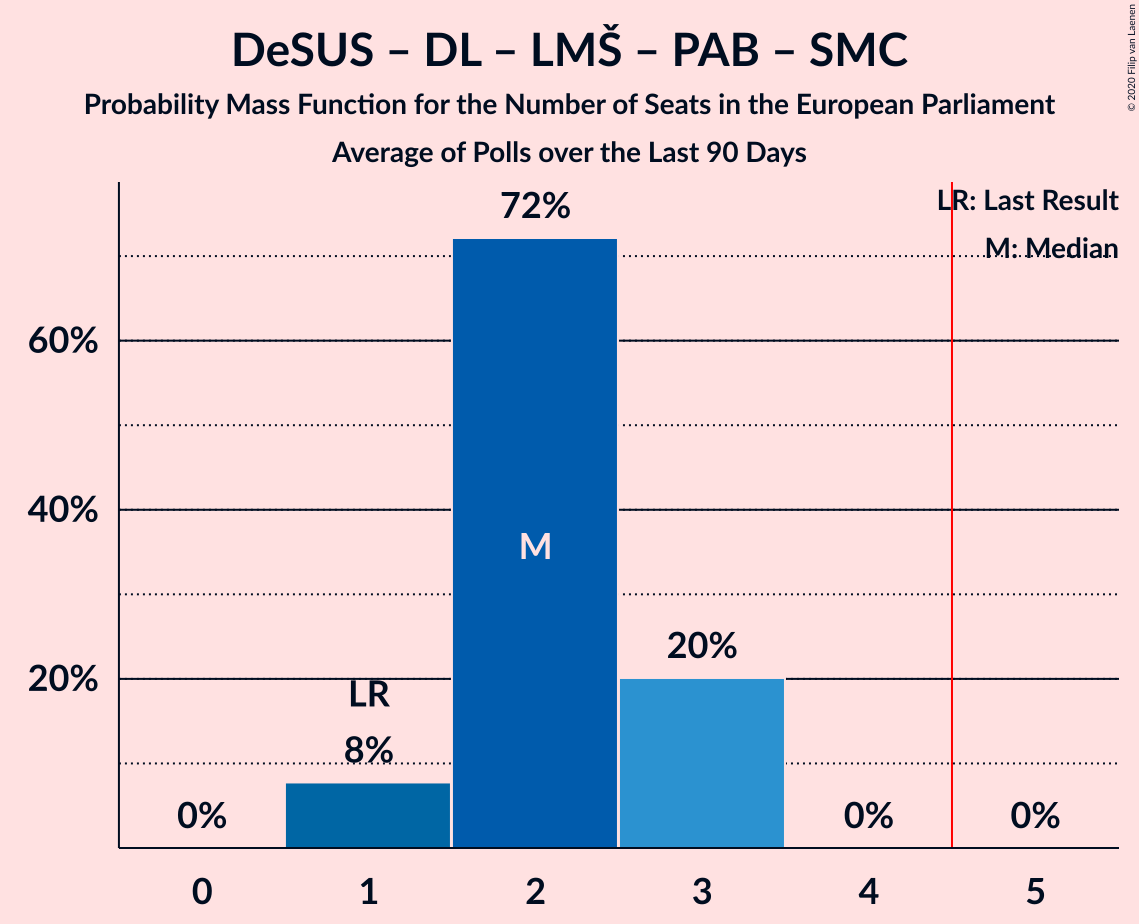 DeSUS – DL – LMŠ – PAB – SMC
Probability Mass Function for the Number of Seats in the European Parliament
Average of Polls over the Last 90 Days
© 2020 Filip van Laenen
LR: Last Result
M: Median
72%
60%
40%
M
20%
20%
LR
8%
0%
0%
0%
0
1
2
3
4
5